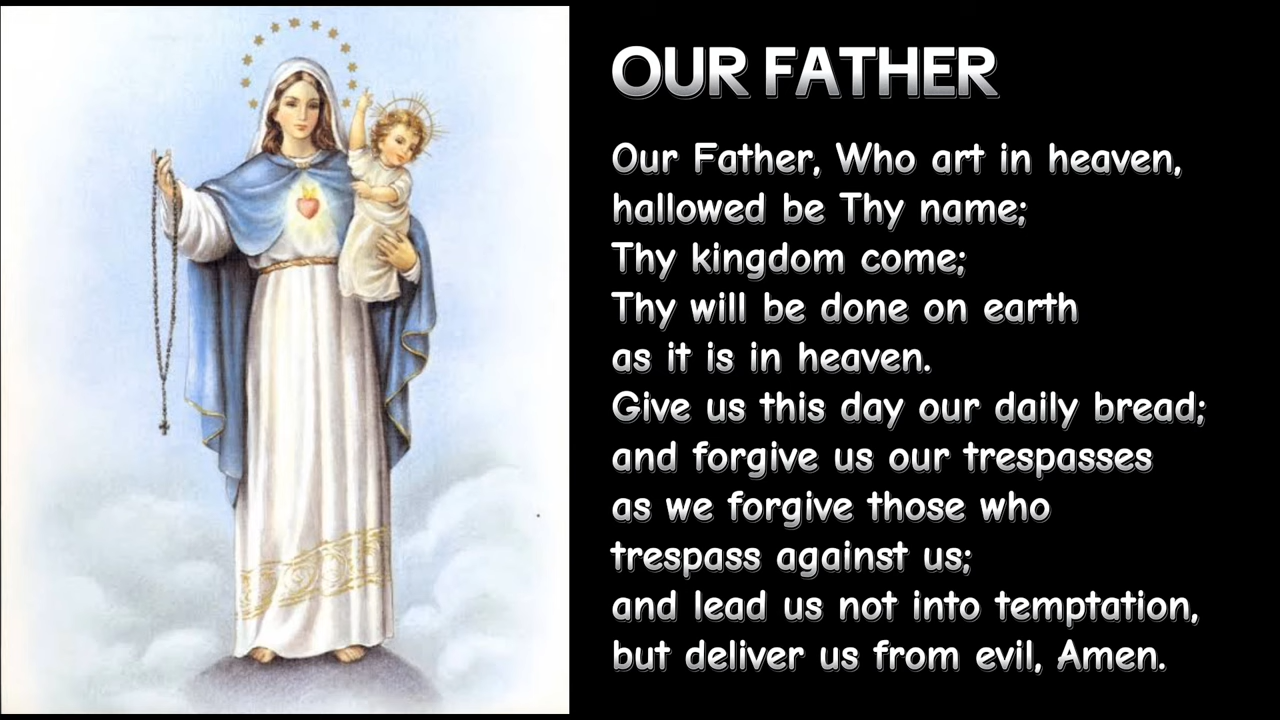 OUR FATHER
Our Father, Who art in heaven,
hallowed be Thy name;
Thy kingdom come;
Thy will be done on earth
as it is in heaven.
Give us this day our daily bread;
and forgive us our trespasses
as we forgive those who
trespass against us;
and lead us not into temptation,
but deliver us from evil, Amen.